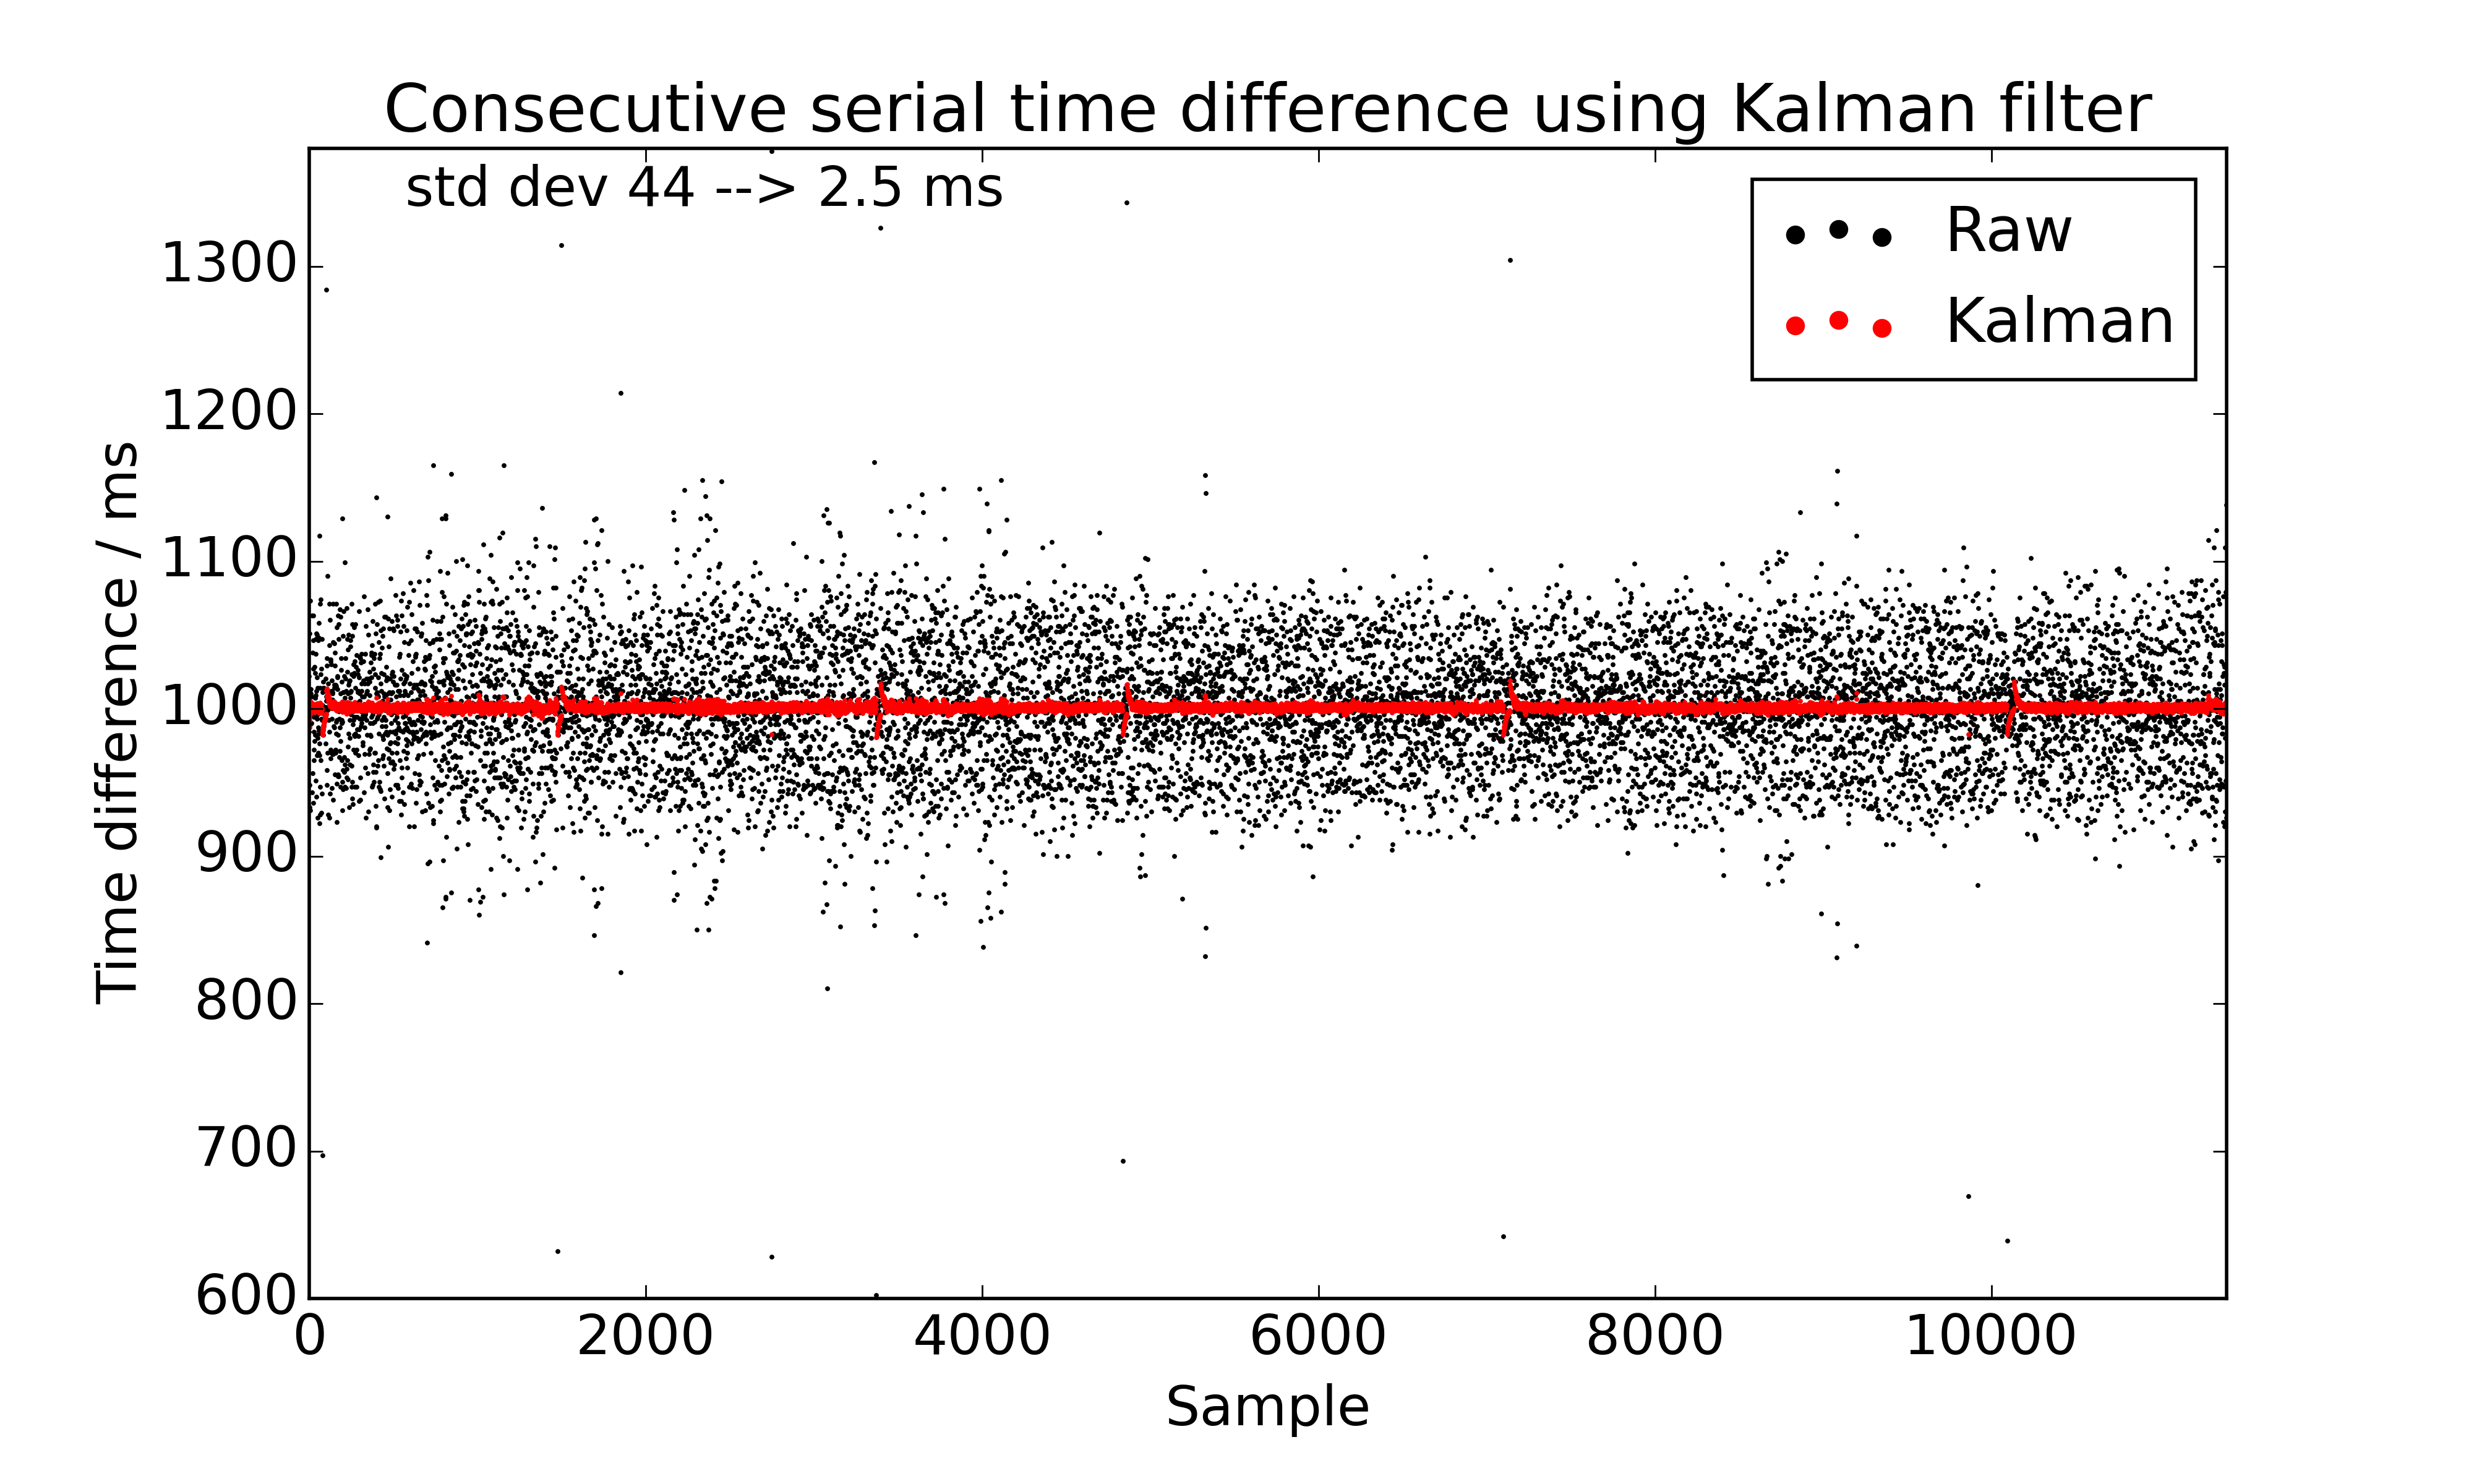 Consecutive serial time difference using Kalman filter
std dev 44 --> 2.5 ms
Raw
Kalman
1300
1200
1100
1000
900
800
700
600
Time difference / ms
0 2000 4000 6000 8000 10000
Sample